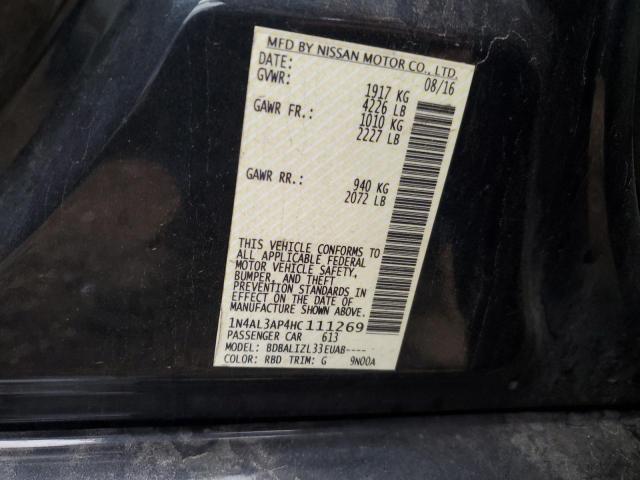 MFD BY NISSAN MOTOR CO., LTD.
DATE: 08/16
GVWR: 1917 KG
4226 LB
GAWR FR.: 1010 KG
2227 LB
GAWR RR.: 940 KG
2072 LB
THIS VEHICLE CONFORMS TO
ALL APPLICABLE FEDERAL
MOTOR VEHICLE SAFETY,
BUMPER, AND THEFT
PREVENTION STANDARDS IN
EFFECT ON THE DATE OF
MANUFACTURE SHOWN ABOVE.
1N4AL3AP4HC111269
PASSENGER CAR 613
MODEL: BDBALIZL33EUAB----
COLOR: RBD TRIM: G 9N00A